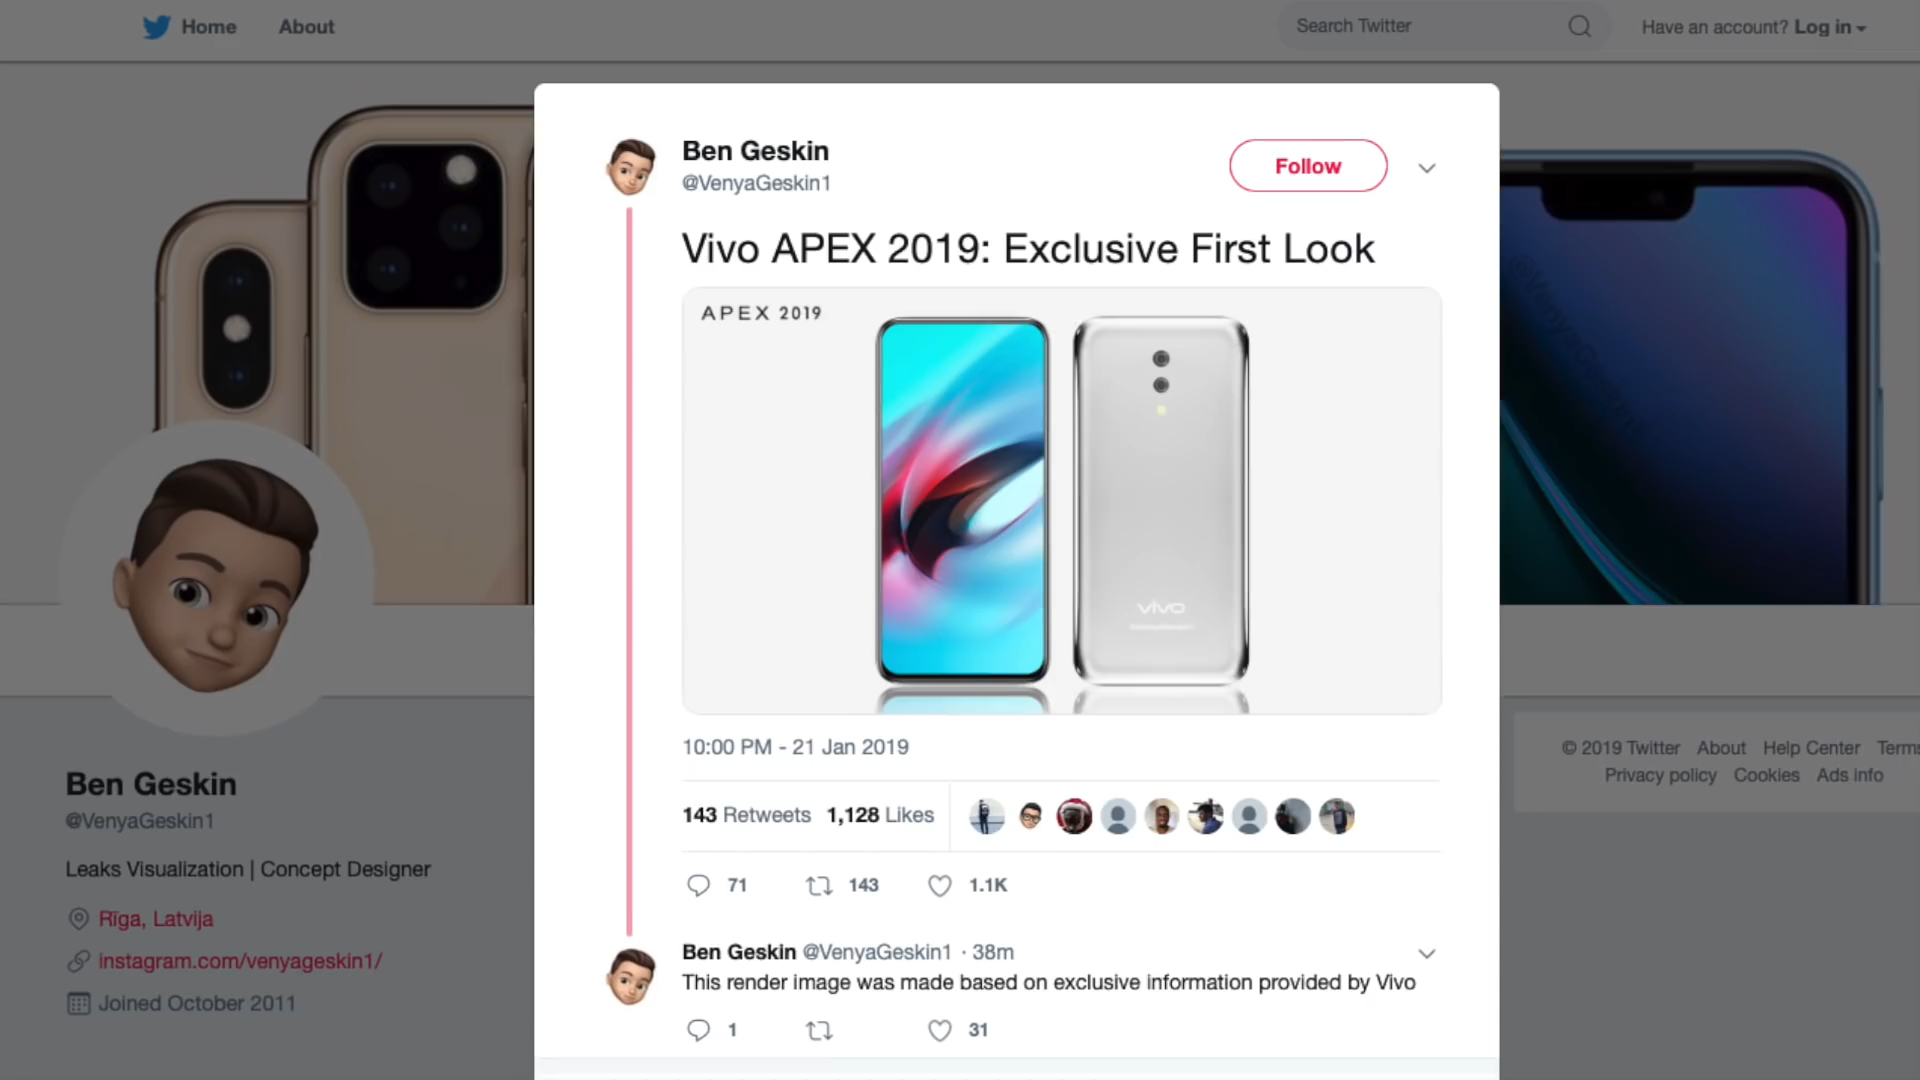 Home About
Search Twitter
Have an account? Log in
Ben Geskin
@VenyaGeskin1
Follow
Vivo APEX 2019: Exclusive First Look
APEX 2019
vivo
10:00 PM - 21 Jan 2019
143 Retweets 1,128 Likes
71 143 1.1K
Ben Geskin @VenyaGeskin1 · 38m
This render image was made based on exclusive information provided by Vivo
1 31
Ben Geskin
@VenyaGeskin1
Leaks Visualization | Concept Designer
Rīga, Latvija
instagram.com/venyageskin1/
Joined October 2011
© 2019 Twitter About Help Center Terms
Privacy policy Cookies Ads info